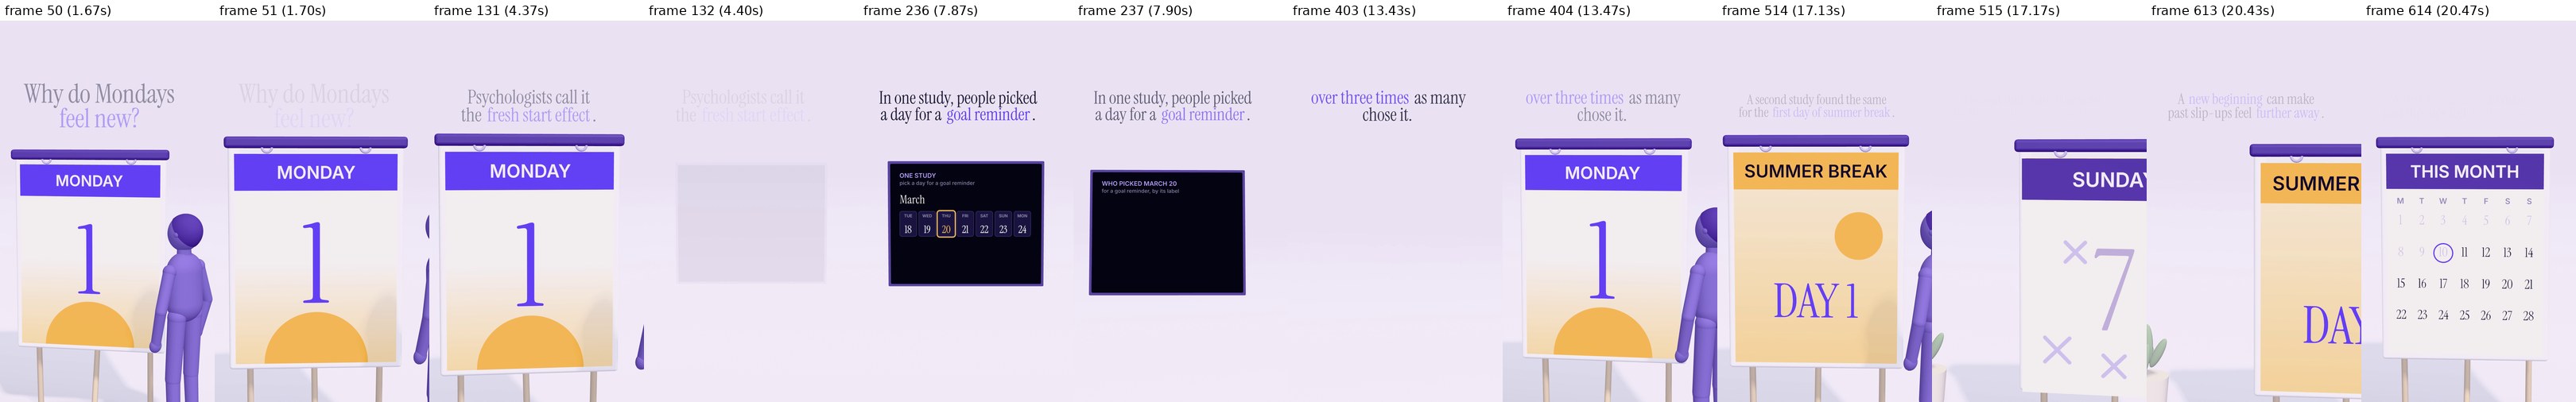 frame 50 (1.67s)
frame 51 (1.70s)
frame 131 (4.37s)
frame 132 (4.40s)
frame 236 (7.87s)
frame 237 (7.90s)
frame 403 (13.43s)
frame 404 (13.47s)
frame 514 (17.13s)
frame 515 (17.17s)
frame 613 (20.43s)
frame 614 (20.47s)
Why do Mondays
feel new?
MONDAY
1
Why do Mondays
feel new?
MONDAY
1
Psychologists call it
the fresh start effect.
MONDAY
1
Psychologists call it
the fresh start effect.
In one study, people picked
a day for a goal reminder.
ONE STUDY
pick a day for a goal reminder
March
TUE WED THU FRI SAT SUN MON
18 19 20 21 22 23 24
In one study, people picked
a day for a goal reminder.
WHO PICKED MARCH 20
for a goal reminder, by its label
over three times as many
chose it.
over three times as many
chose it.
MONDAY
1
A second study found the same
for the first day of summer break.
SUMMER BREAK
DAY 1
SUNDAY
7
A new beginning can make
past slip-ups feel further away.
SUMMER
DAY
THIS MONTH
M T W T F S S
1 2 3 4 5 6 7
8 9 10 11 12 13 14
15 16 17 18 19 20 21
22 23 24 25 26 27 28